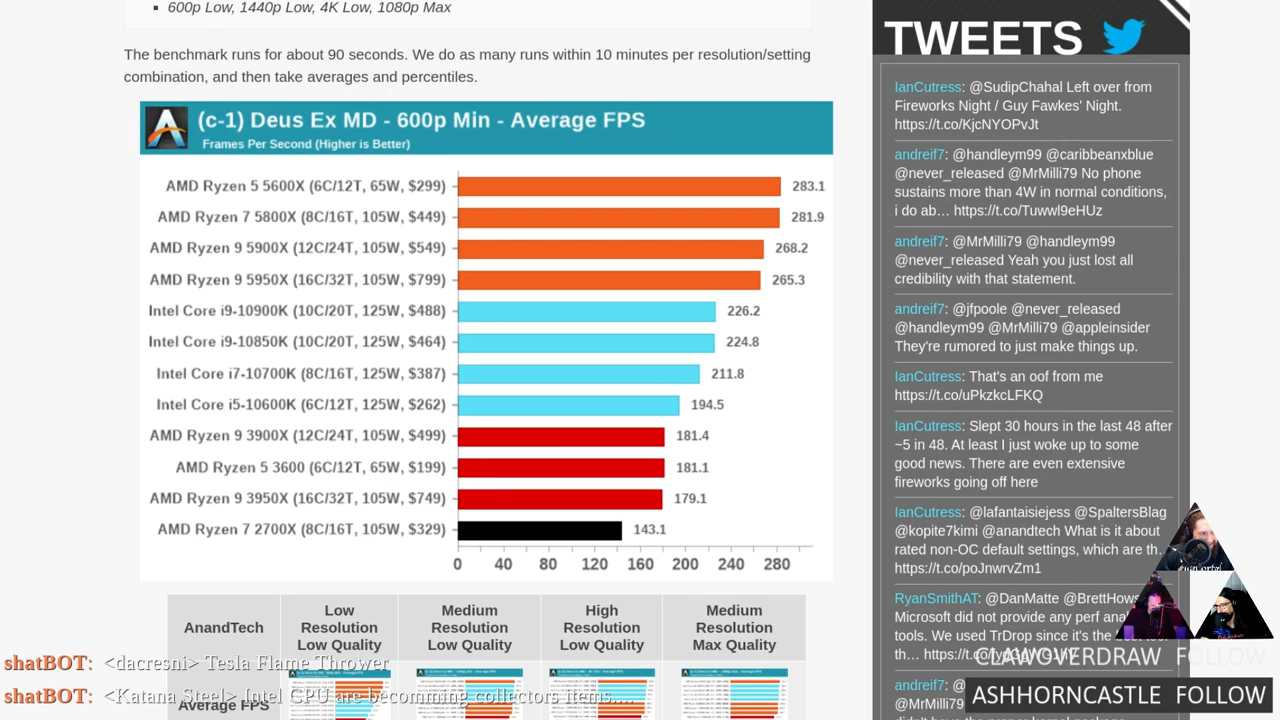 600p Low, 1440p Low, 4K Low, 1080p Max
The benchmark runs for about 90 seconds. We do as many runs within 10 minutes per resolution/setting
combination, and then take averages and percentiles.
(c-1) Deus Ex MD - 600p Min - Average FPS
Frames Per Second (Higher is Better)
AMD Ryzen 5 5600X (6C/12T, 65W, $299) 283.1
AMD Ryzen 7 5800X (8C/16T, 105W, $449) 281.9
AMD Ryzen 9 5900X (12C/24T, 105W, $549) 268.2
AMD Ryzen 9 5950X (16C/32T, 105W, $799) 265.3
Intel Core i9-10900K (10C/20T, 125W, $488) 226.2
Intel Core i9-10850K (10C/20T, 125W, $464) 224.8
Intel Core i7-10700K (8C/16T, 125W, $387) 211.8
Intel Core i5-10600K (6C/12T, 125W, $262) 194.5
AMD Ryzen 9 3900X (12C/24T, 105W, $499) 181.4
AMD Ryzen 5 3600 (6C/12T, 65W, $199) 181.1
AMD Ryzen 9 3950X (16C/32T, 105W, $749) 179.1
AMD Ryzen 7 2700X (8C/16T, 105W, $329) 143.1
0 40 80 120 160 200 240 280
AnandTech
Low
Resolution
Low Quality
Medium
Resolution
Low Quality
High
Resolution
Low Quality
Medium
Resolution
Max Quality
Average FPS
shatBOT: <dacresni> Tesla Flame Thrower
shatBOT: <Katana Steel> Intel CPU are becomming collectors items....
TWEETS
IanCutress: @SudipChahal Left over from
Fireworks Night / Guy Fawkes' Night.
https://t.co/KjcNYOPvJt
andreif7: @handleym99 @caribbeanxblue
@never_released @MrMilli79 No phone
sustains more than 4W in normal conditions,
i do ab… https://t.co/Tuwwl9eHUz
andreif7: @MrMilli79 @handleym99
@never_released Yeah you just lost all
credibility with that statement.
andreif7: @jfpoole @never_released
@handleym99 @MrMilli79 @appleinsider
They're rumored to just make things up.
IanCutress: That's an oof from me
https://t.co/uPkzkcLFKQ
IanCutress: Slept 30 hours in the last 48 after
~5 in 48. At least I just woke up to some
good news. There are even extensive
fireworks going off here
IanCutress: @lafantaisiejess @SpaltersBlag
@kopite7kimi @anandtech What is it about
rated non-OC default settings, which are th…
https://t.co/poJnwrvZm1
RyanSmithAT: @DanMatte @BrettHows
Microsoft did not provide any perf ana
tools. We used TrDrop since it's the
th… https://t.co/
andreif7: @
@MrMilli79
OVERDRAW FOLLOW
ASHHORNCASTLE FOLLOW